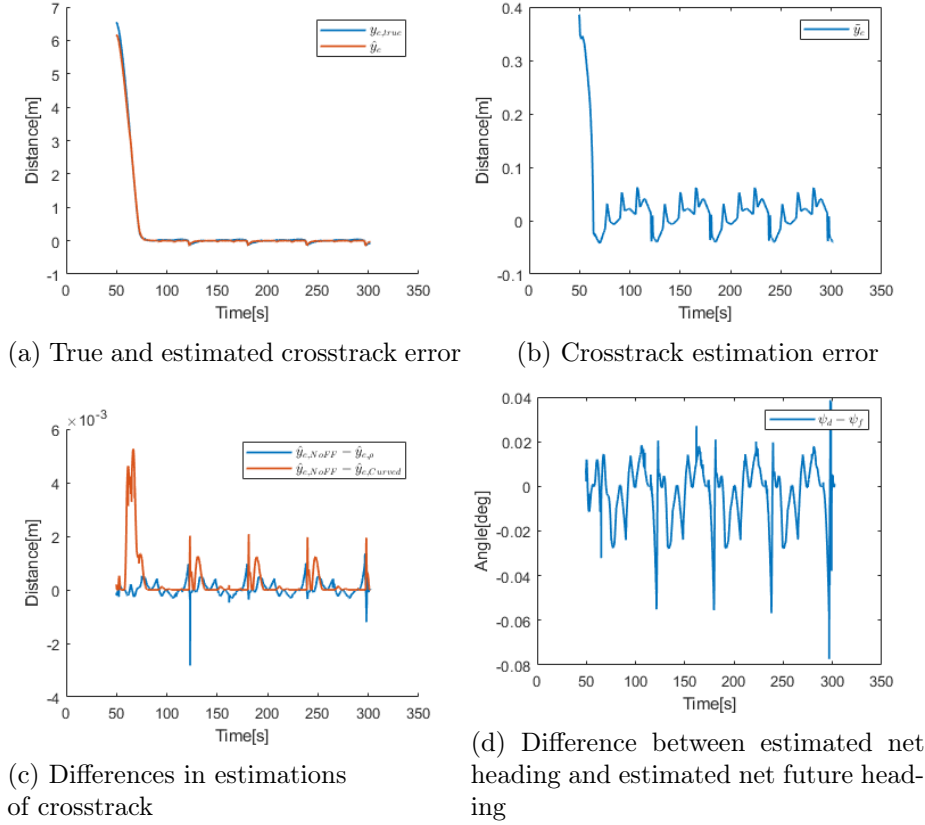 7
6
5
4
3
2
1
0
-1
Distance[m]
y_{e,true}
ŷ_e
0 50 100 150 200 250 300 350
Time[s]
(a) True and estimated crosstrack error
0.4
0.3
0.2
0.1
0
-0.1
Distance[m]
ỹ_e
0 50 100 150 200 250 300 350
Time[s]
(b) Crosstrack estimation error
×10^{-3}
6
4
2
0
-2
-4
Distance[m]
ŷ_{e,NoFF} − ŷ_{e,ρ}
ŷ_{e,NoFF} − ŷ_{e,Curved}
0 50 100 150 200 250 300 350
Time[s]
(c) Differences in estimations
of crosstrack
0.04
0.02
0
-0.02
-0.04
-0.06
-0.08
Angle[deg]
ψ_d − ψ_f
0 50 100 150 200 250 300 350
Time[s]
(d) Difference between estimated net
heading and estimated net future head-
ing